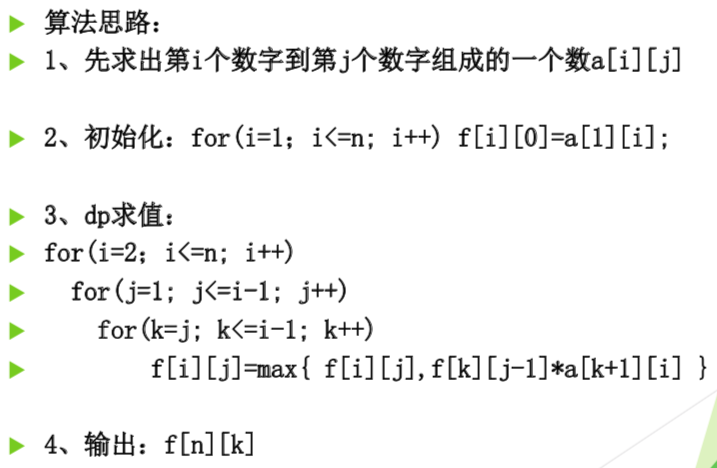 算法思路：
1、先求出第i个数字到第j个数字组成的一个数a[i][j]
2、初始化：for(i=1; i<=n; i++) f[i][0]=a[1][i];
3、dp求值：
for(i=2; i<=n; i++)
for(j=1; j<=i-1; j++)
for(k=j; k<=i-1; k++)
f[i][j]=max{ f[i][j],f[k][j-1]*a[k+1][i] }
4、输出：f[n][k]